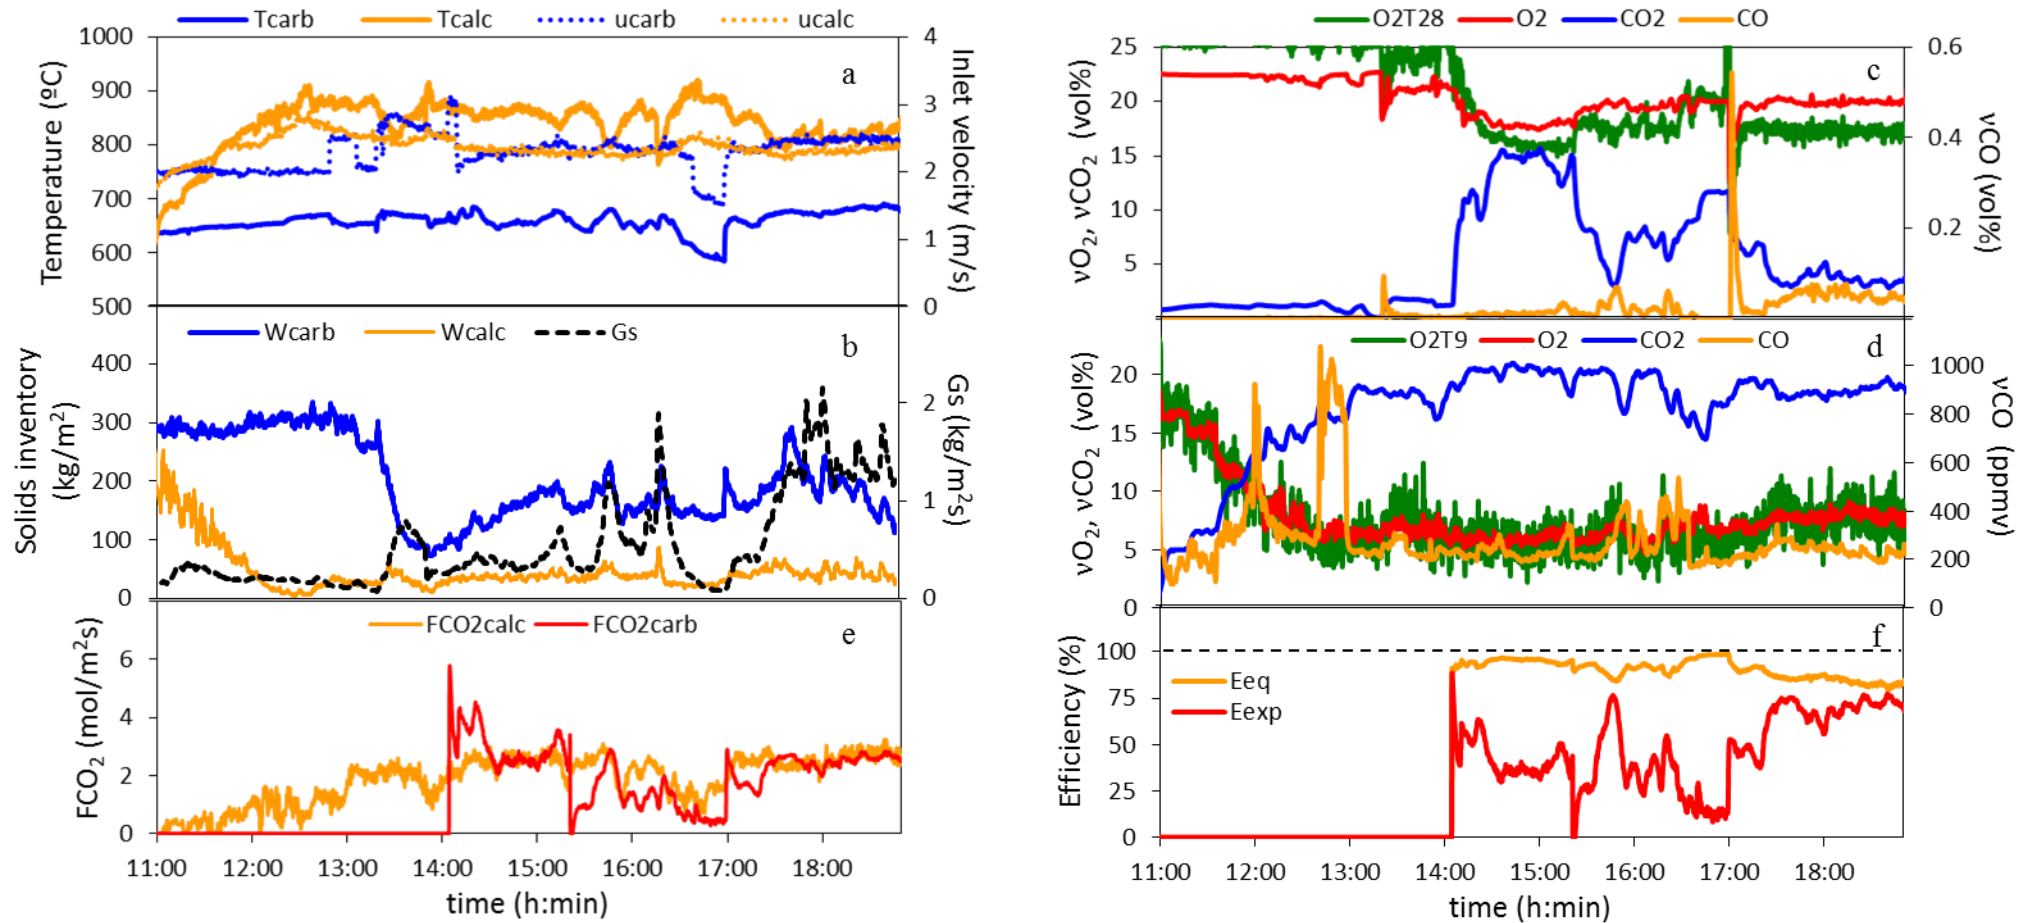 Tcarb Tcalc ucarb ucalc
a
1000
900
800
700
600
500
Temperature (ºC)
4
3
2
1
0
Inlet velocity (m/s)
Wcarb Wcalc Gs
b
400
300
200
100
0
Solids inventory
(kg/m²)
2
1
0
Gs (kg/m²s)
FCO₂calc FCO₂carb
e
6
4
2
0
FCO₂ (mol/m²s)
11:00 12:00 13:00 14:00 15:00 16:00 17:00 18:00
time (h:min)
O2T28 O2 CO2 CO
c
25
20
15
10
5
νO₂, νCO₂ (vol%)
0.6
0.4
0.2
νCO (vol%)
O2T9 O2 CO2 CO
d
20
15
10
5
0
νO₂, νCO₂ (vol%)
1000
800
600
400
200
0
νCO (ppmv)
f
100
75
50
25
0
Efficiency (%)
Eeq
Eexp
11:00 12:00 13:00 14:00 15:00 16:00 17:00 18:00
time (h:min)